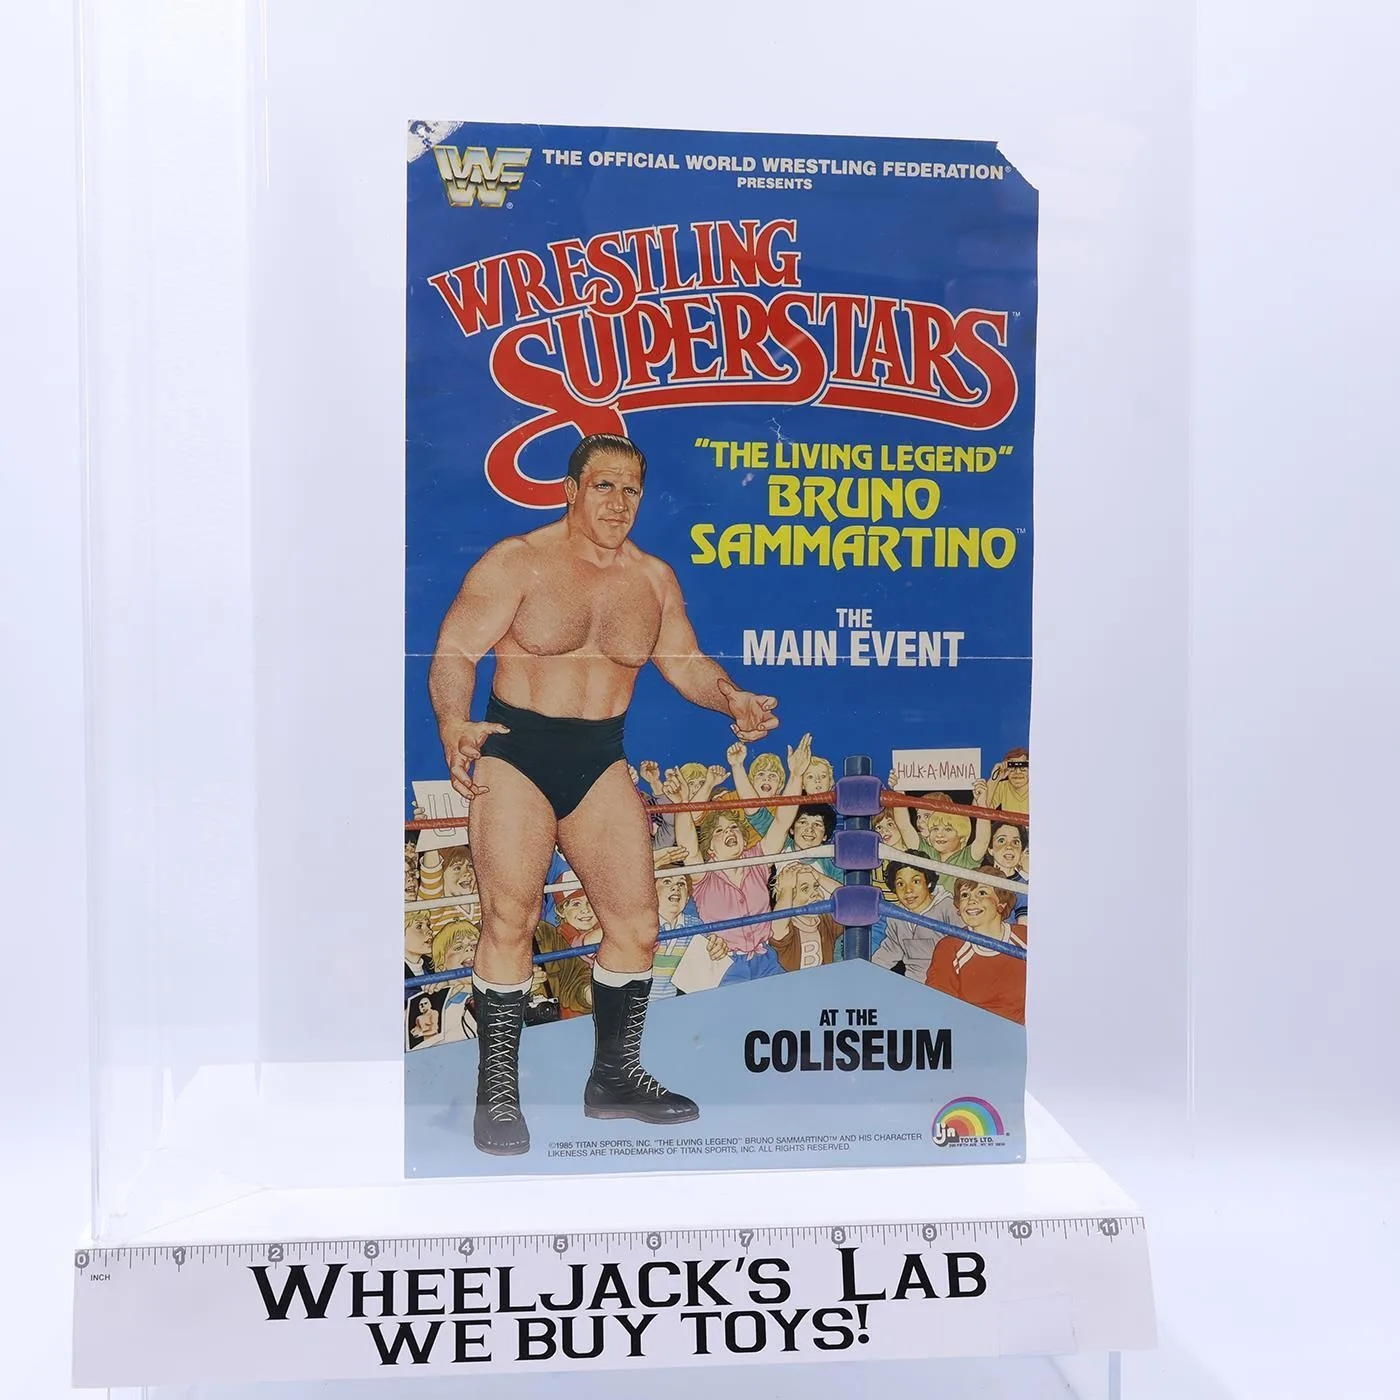 WF
THE OFFICIAL WORLD WRESTLING FEDERATION®
PRESENTS
WRESTLING
SUPERSTARS™
"THE LIVING LEGEND"
BRUNO
SAMMARTINO™
THE
MAIN EVENT
HULK-A-MANIA
U
B
AT THE
COLISEUM
©1985 TITAN SPORTS, INC. "THE LIVING LEGEND" BRUNO SAMMARTINO™ AND HIS CHARACTER
LIKENESS ARE TRADEMARKS OF TITAN SPORTS, INC. ALL RIGHTS RESERVED.
LJN TOYS LTD.®
0 1 2 3 4 5 6 7 8 9 10 11
INCH
WHEELJACK'S LAB
WE BUY TOYS!